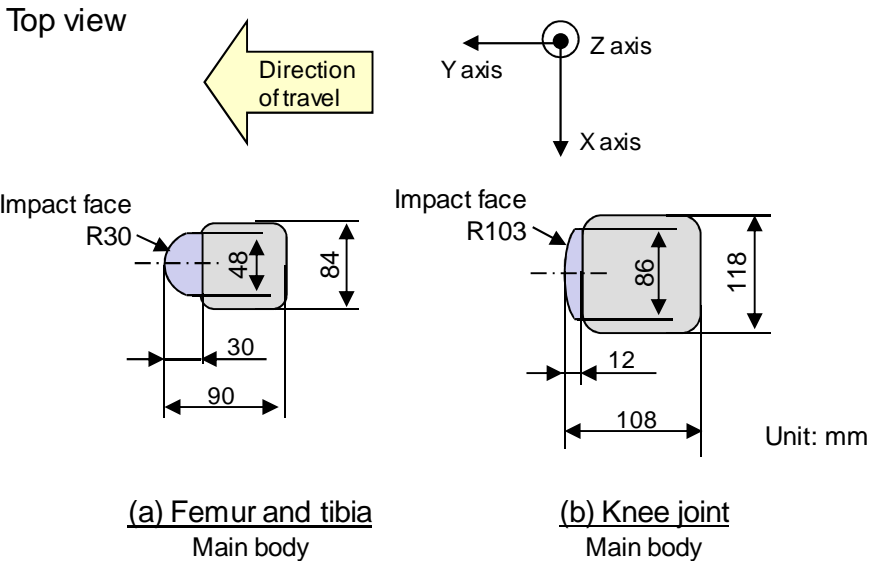 Top view
Direction
of travel
Z axis
Y axis
X axis
Impact face
R30
48
84
30
90
Impact face
R103
86
118
12
108
Unit: mm
(a) Femur and tibia
Main body
(b) Knee joint
Main body